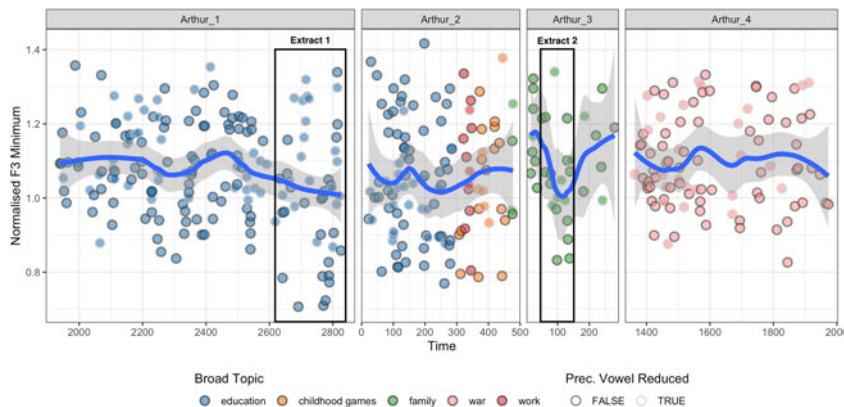 Arthur_1 Arthur_2 Arthur_3 Arthur_4
Extract 1 Extract 2
Normalised F3 Minimum
1.4
1.2
1.0
0.8
2000 2200 2400 2600 2800 0 100 200 300 400 500 0 100 200 1400 1600 1800 200
Time
Broad Topic Prec. Vowel Reduced
education childhood games family war work FALSE TRUE